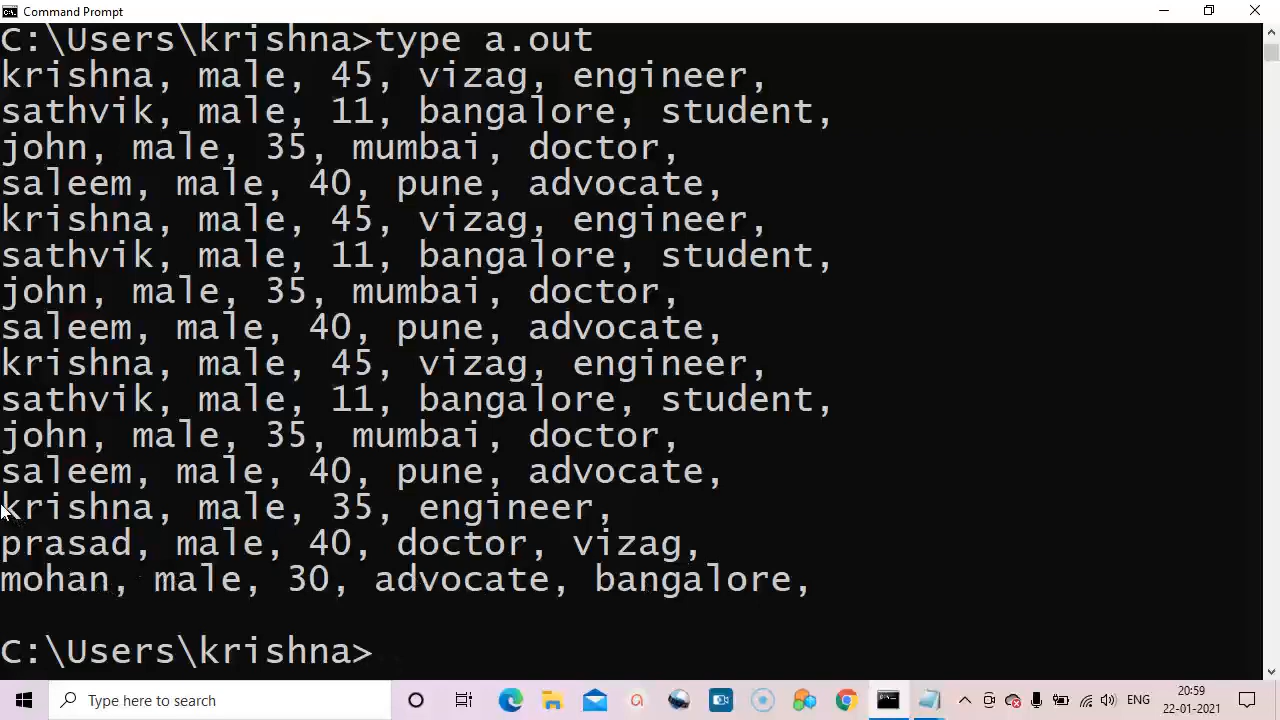 Command Prompt
C:\Users\krishna>type a.out
krishna, male, 45, vizag, engineer,
sathvik, male, 11, bangalore, student,
john, male, 35, mumbai, doctor,
saleem, male, 40, pune, advocate,
krishna, male, 45, vizag, engineer,
sathvik, male, 11, bangalore, student,
john, male, 35, mumbai, doctor,
saleem, male, 40, pune, advocate,
krishna, male, 45, vizag, engineer,
sathvik, male, 11, bangalore, student,
john, male, 35, mumbai, doctor,
saleem, male, 40, pune, advocate,
krishna, male, 35, engineer,
prasad, male, 40, doctor, vizag,
mohan, male, 30, advocate, bangalore,
C:\Users\krishna>
Type here to search
ENG
20:59
22-01-2021